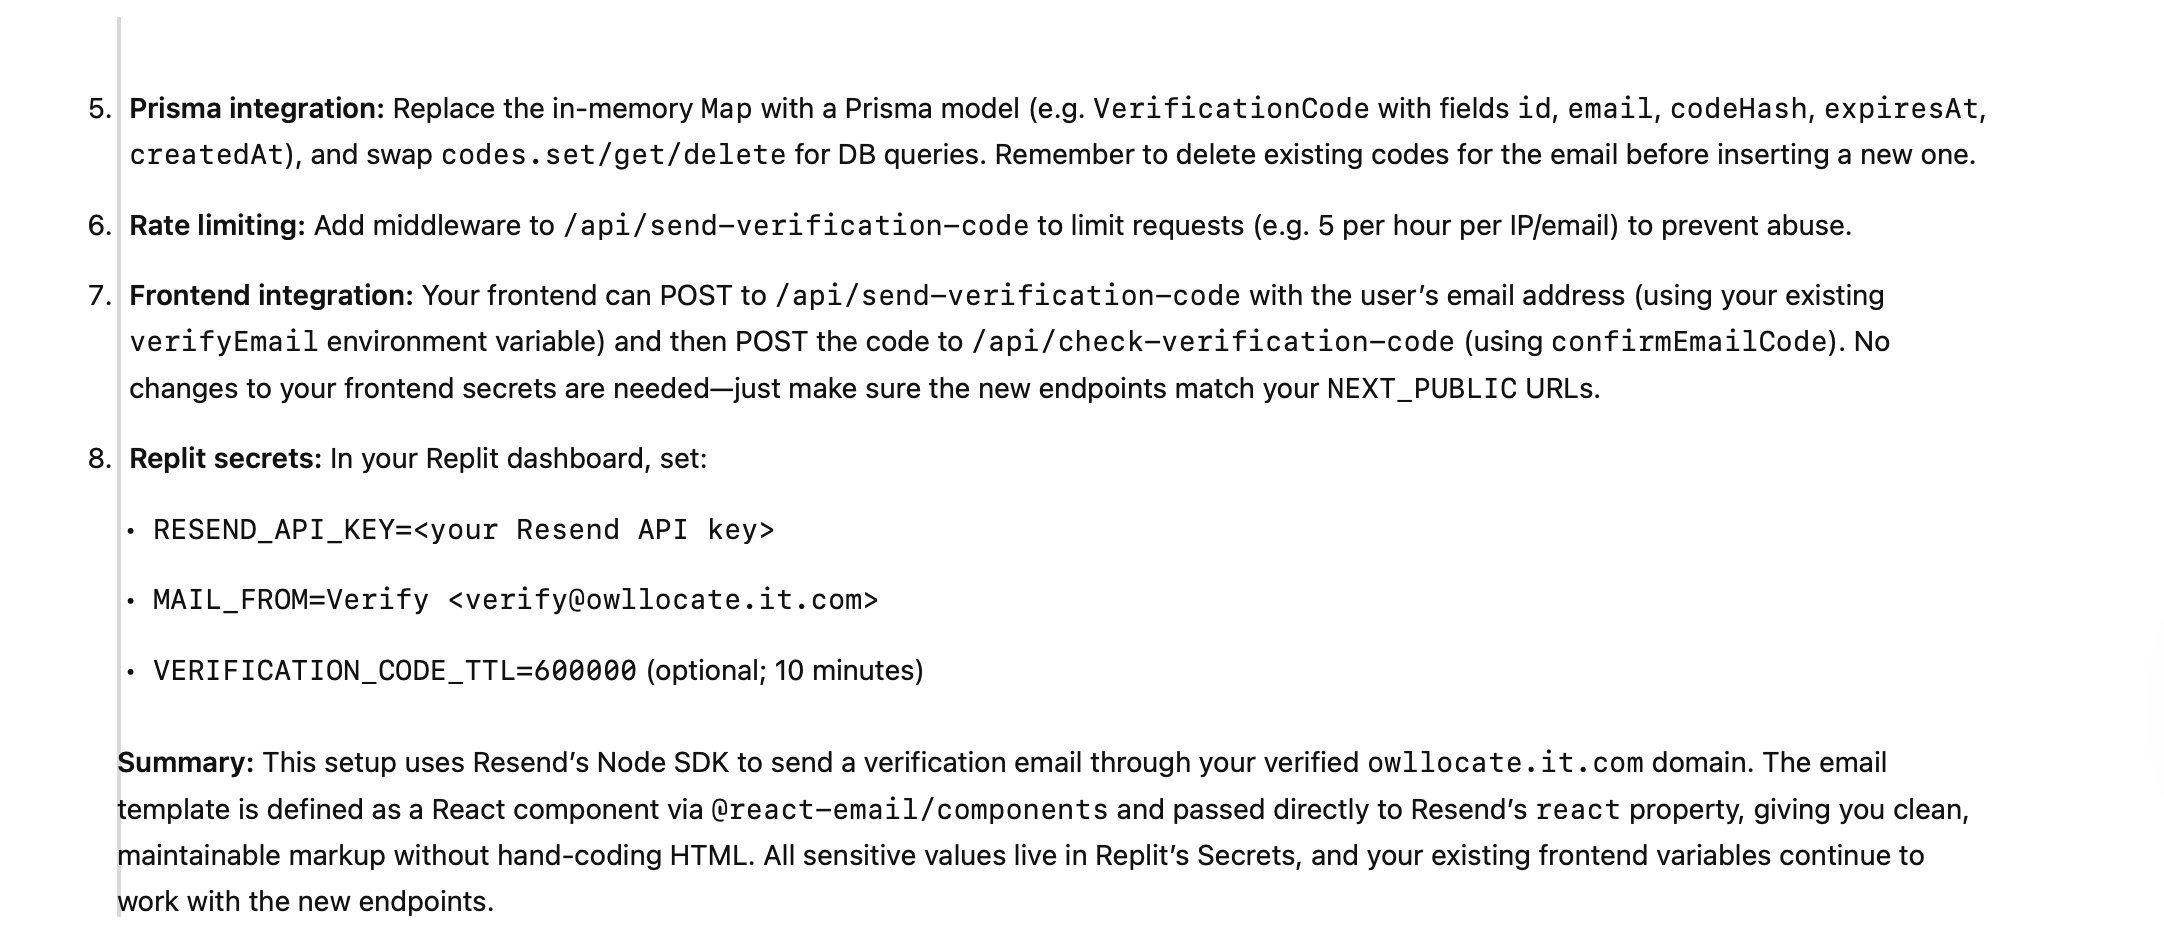 5. Prisma integration: Replace the in-memory Map with a Prisma model (e.g. VerificationCode with fields id, email, codeHash, expiresAt,
createdAt), and swap codes.set/get/delete for DB queries. Remember to delete existing codes for the email before inserting a new one.
6. Rate limiting: Add middleware to /api/send-verification-code to limit requests (e.g. 5 per hour per IP/email) to prevent abuse.
7. Frontend integration: Your frontend can POST to /api/send-verification-code with the user’s email address (using your existing
verifyEmail environment variable) and then POST the code to /api/check-verification-code (using confirmEmailCode). No
changes to your frontend secrets are needed—just make sure the new endpoints match your NEXT_PUBLIC URLs.
8. Replit secrets: In your Replit dashboard, set:
• RESEND_API_KEY=<your Resend API key>
• MAIL_FROM=Verify <verify@owllocate.it.com>
• VERIFICATION_CODE_TTL=600000 (optional; 10 minutes)
Summary: This setup uses Resend’s Node SDK to send a verification email through your verified owllocate.it.com domain. The email
template is defined as a React component via @react-email/components and passed directly to Resend’s react property, giving you clean,
maintainable markup without hand-coding HTML. All sensitive values live in Replit’s Secrets, and your existing frontend variables continue to
work with the new endpoints.